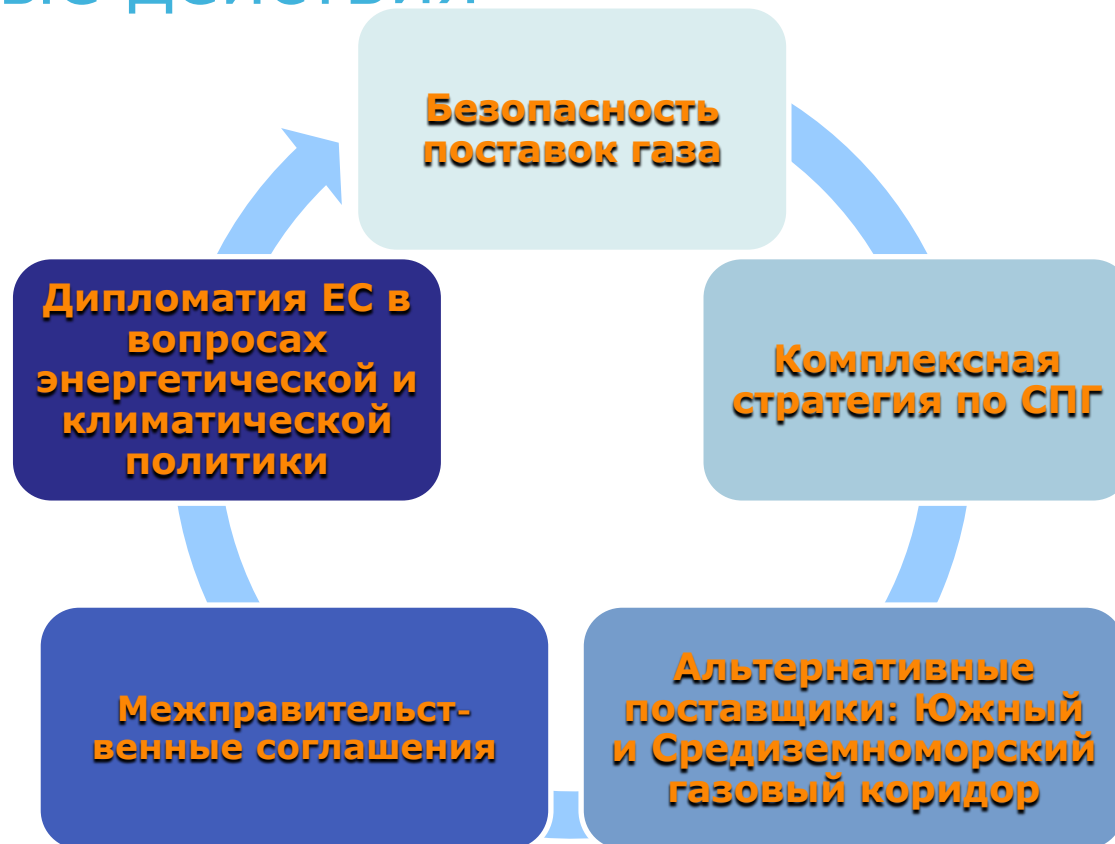 действия
Безопасность
поставок газа
Комплексная
стратегия по СПГ
Альтернативные
поставщики: Южный
и Средиземноморский
газовый коридор
Межправительст-
венные соглашения
Дипломатия ЕС в
вопросах
энергетической и
климатической
политики